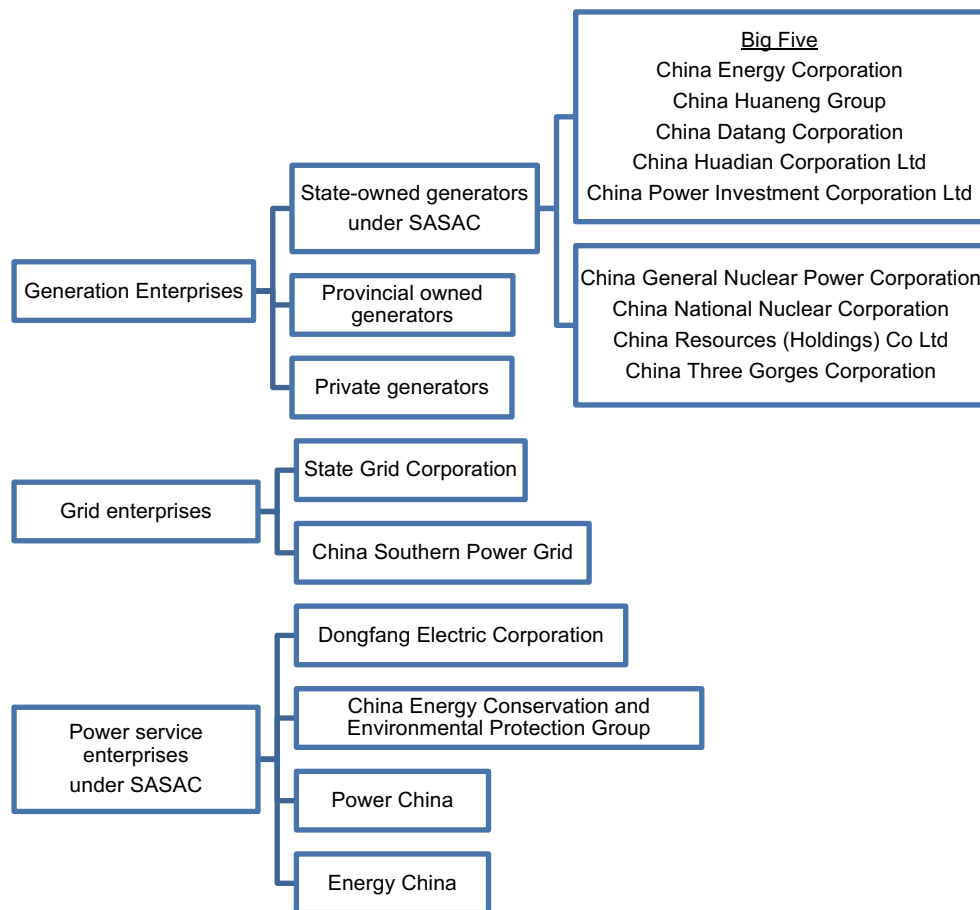 Big Five
China Energy Corporation
China Huaneng Group
China Datang Corporation
China Huadian Corporation Ltd
China Power Investment Corporation Ltd
State-owned generators
under SASAC
Generation Enterprises
Provincial owned
generators
Private generators
China General Nuclear Power Corporation
China National Nuclear Corporation
China Resources (Holdings) Co Ltd
China Three Gorges Corporation
State Grid Corporation
Grid enterprises
China Southern Power Grid
Dongfang Electric Corporation
China Energy Conservation and
Environmental Protection Group
Power service
enterprises
under SASAC
Power China
Energy China